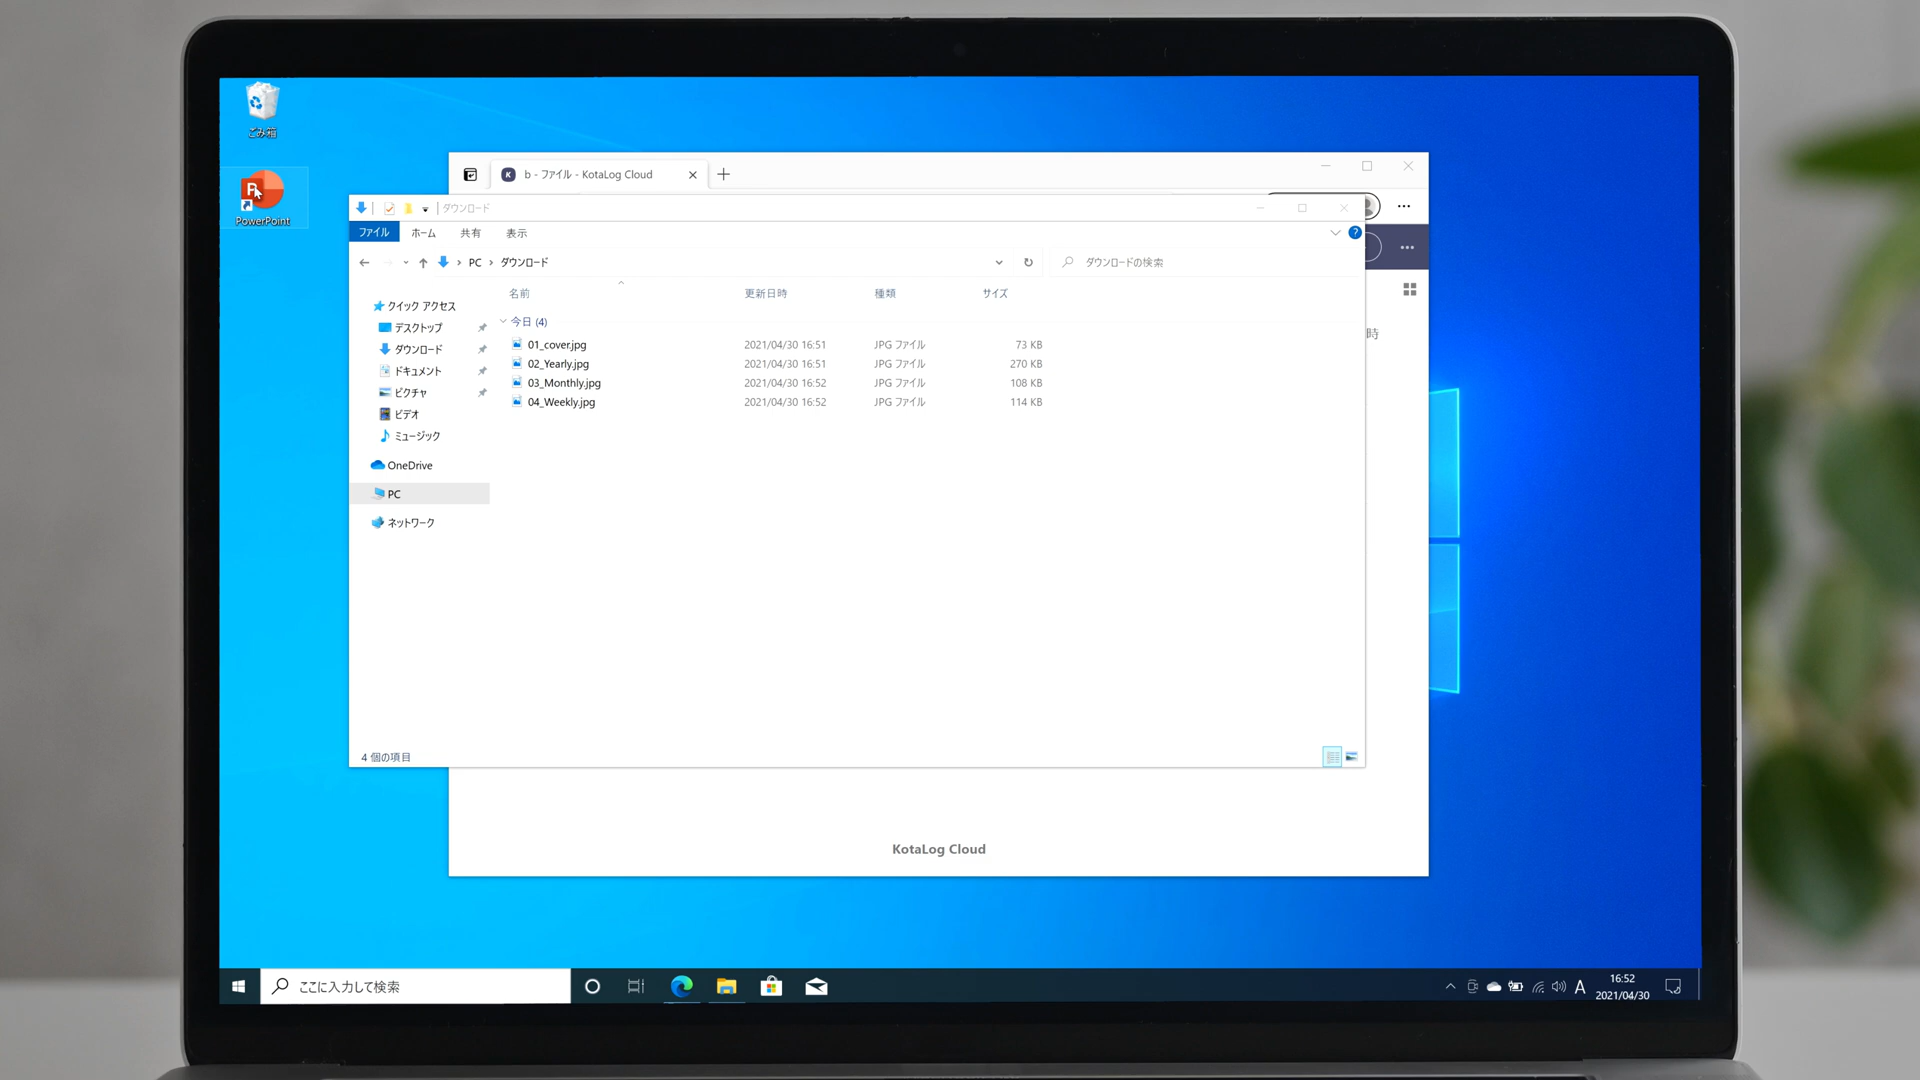 ごみ箱
PowerPoint
b - ファイル - KotaLog Cloud
ダウンロード
ファイル ホーム 共有 表示
PC ダウンロード
ダウンロードの検索
名前 更新日時 種類 サイズ
今日 (4)
01_cover.jpg 2021/04/30 16:51 JPG ファイル 73 KB
02_Yearly.jpg 2021/04/30 16:51 JPG ファイル 270 KB
03_Monthly.jpg 2021/04/30 16:52 JPG ファイル 108 KB
04_Weekly.jpg 2021/04/30 16:52 JPG ファイル 114 KB
クイック アクセス
デスクトップ
ダウンロード
ドキュメント
ピクチャ
ビデオ
ミュージック
OneDrive
PC
ネットワーク
時
4 個の項目
KotaLog Cloud
ここに入力して検索
A
16:52
2021/04/30